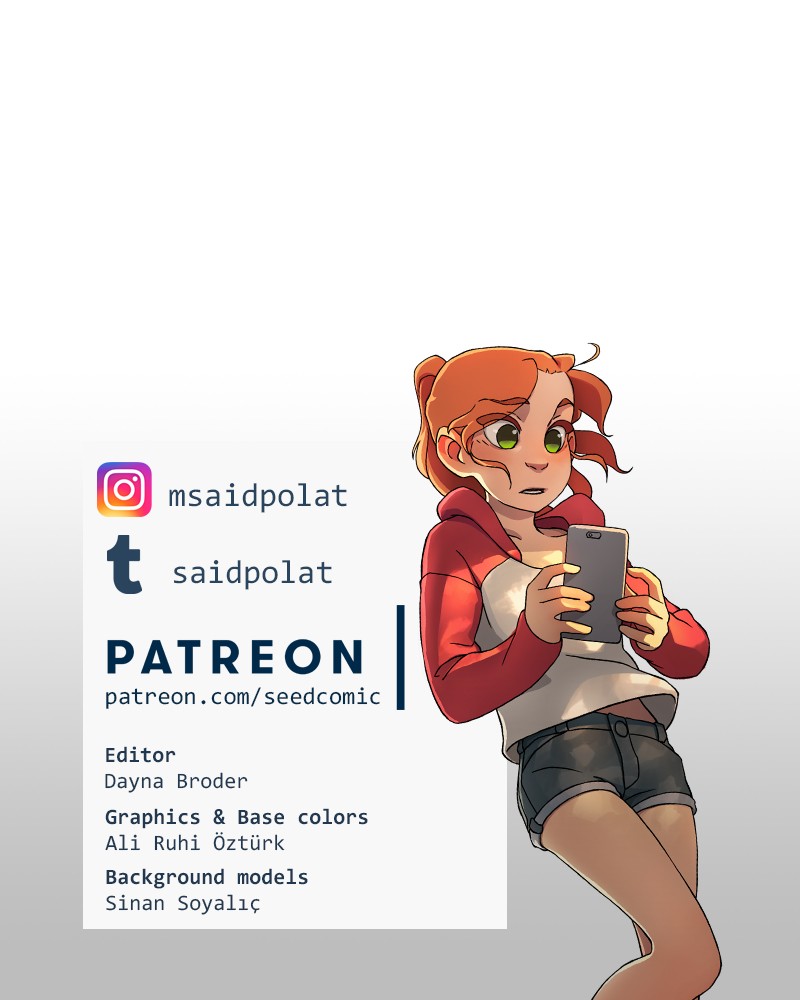 msaidpolat
saidpolat
PATREON
patreon.com/seedcomic
Editor
Dayna Broder
Graphics & Base colors
Ali Ruhi Öztürk
Background models
Sinan Soyalıç